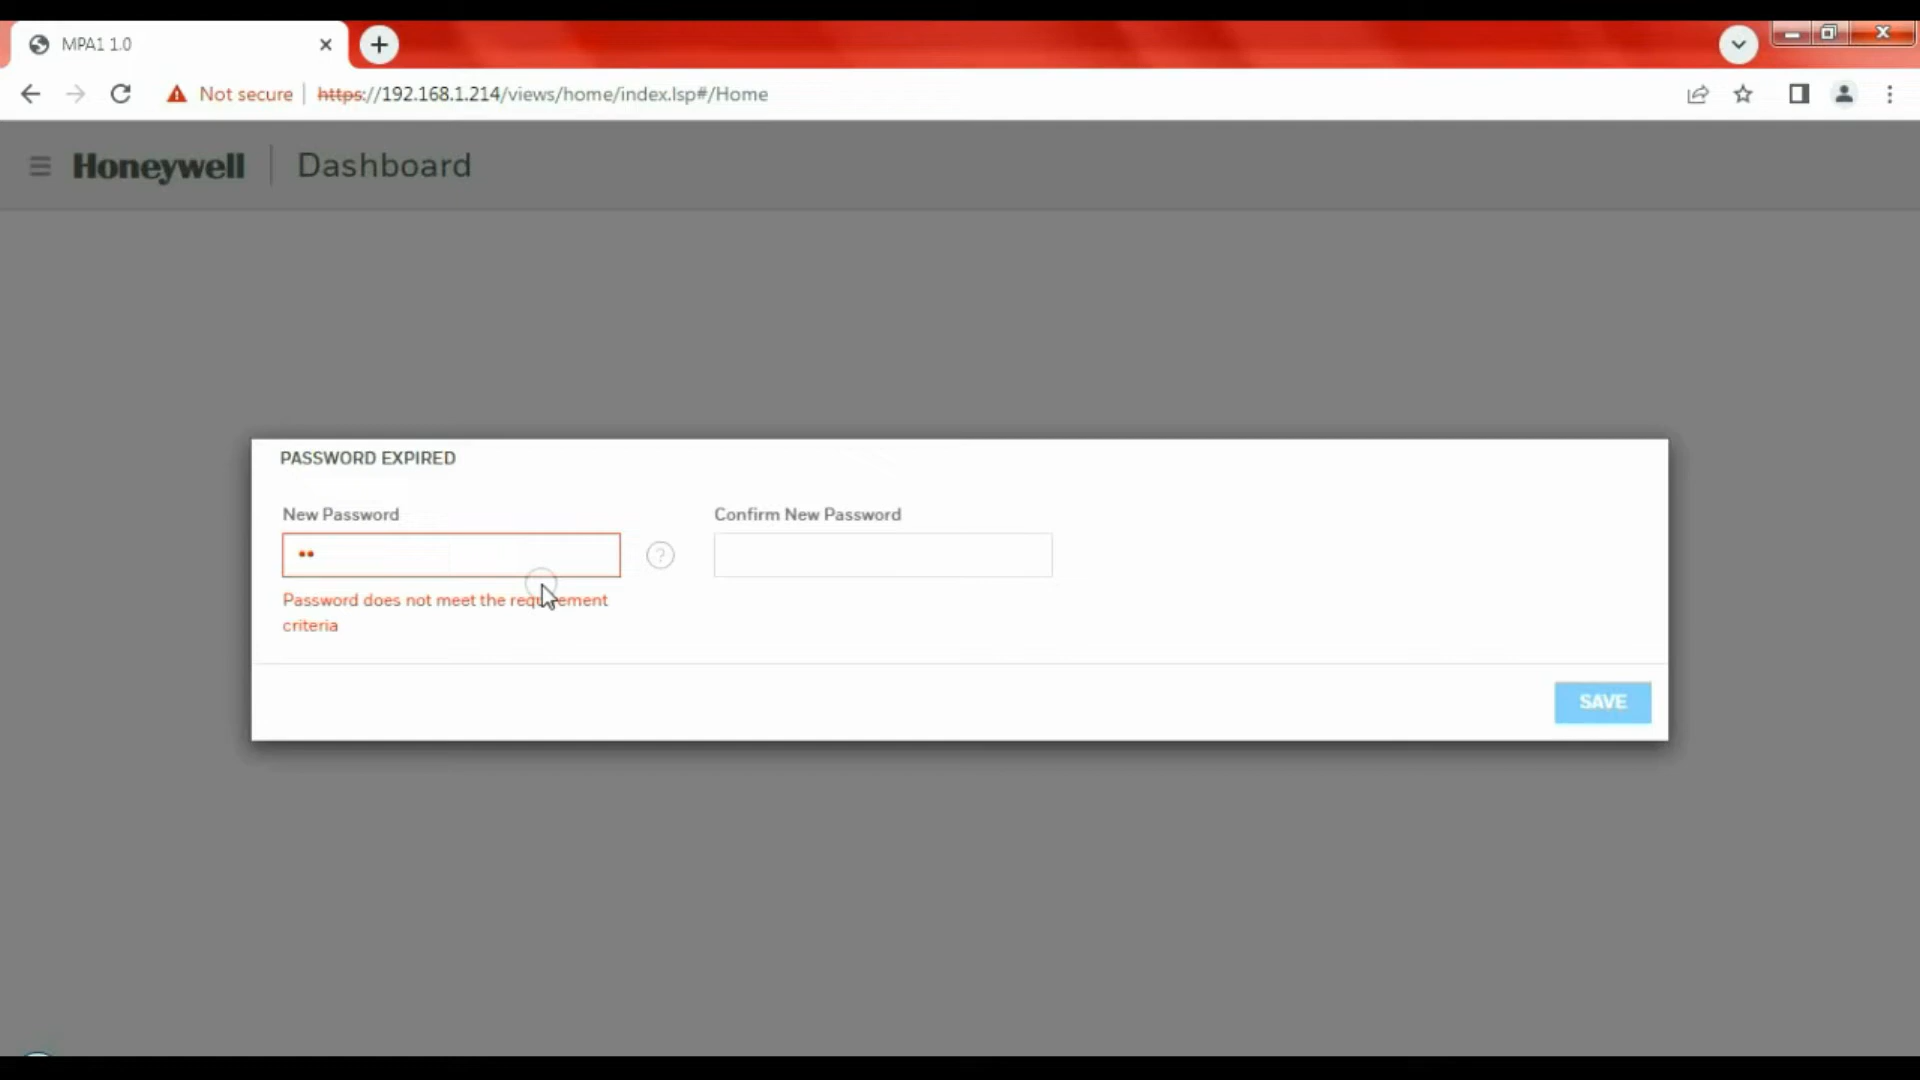 MPA1 1.0
Not secure https://192.168.1.214/views/home/index.lsp#/Home
Honeywell Dashboard
PASSWORD EXPIRED
New Password Confirm New Password
••
?
Password does not meet the requirement
criteria
SAVE